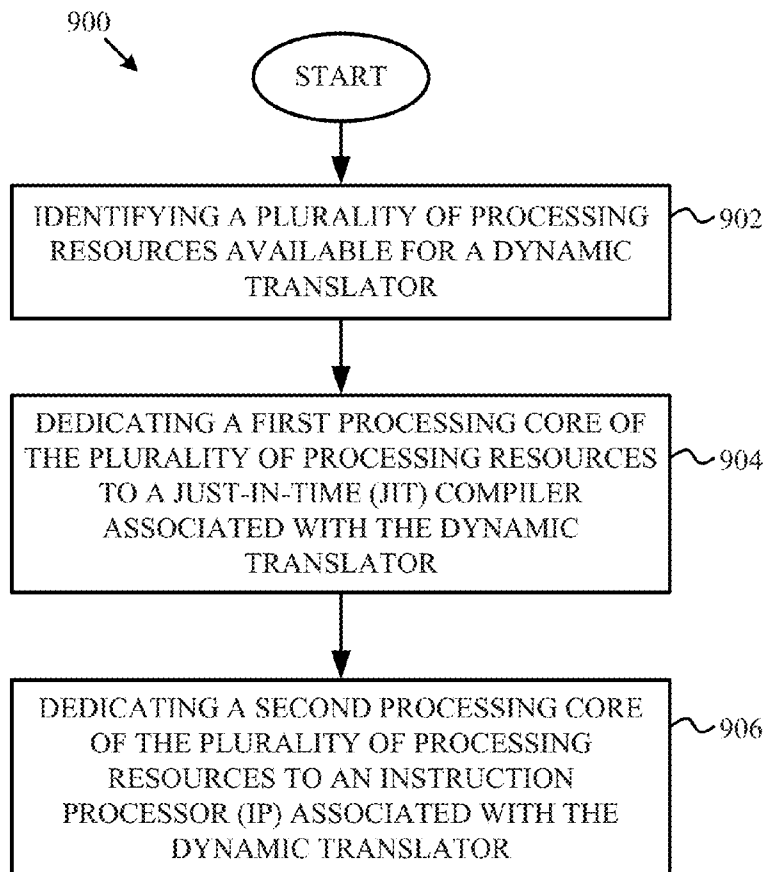 900
START
IDENTIFYING A PLURALITY OF PROCESSING
RESOURCES AVAILABLE FOR A DYNAMIC
TRANSLATOR
902
DEDICATING A FIRST PROCESSING CORE OF
THE PLURALITY OF PROCESSING RESOURCES
TO A JUST-IN-TIME (JIT) COMPILER
ASSOCIATED WITH THE DYNAMIC
TRANSLATOR
904
DEDICATING A SECOND PROCESSING CORE
OF THE PLURALITY OF PROCESSING
RESOURCES TO AN INSTRUCTION
PROCESSOR (IP) ASSOCIATED WITH THE
DYNAMIC TRANSLATOR
906